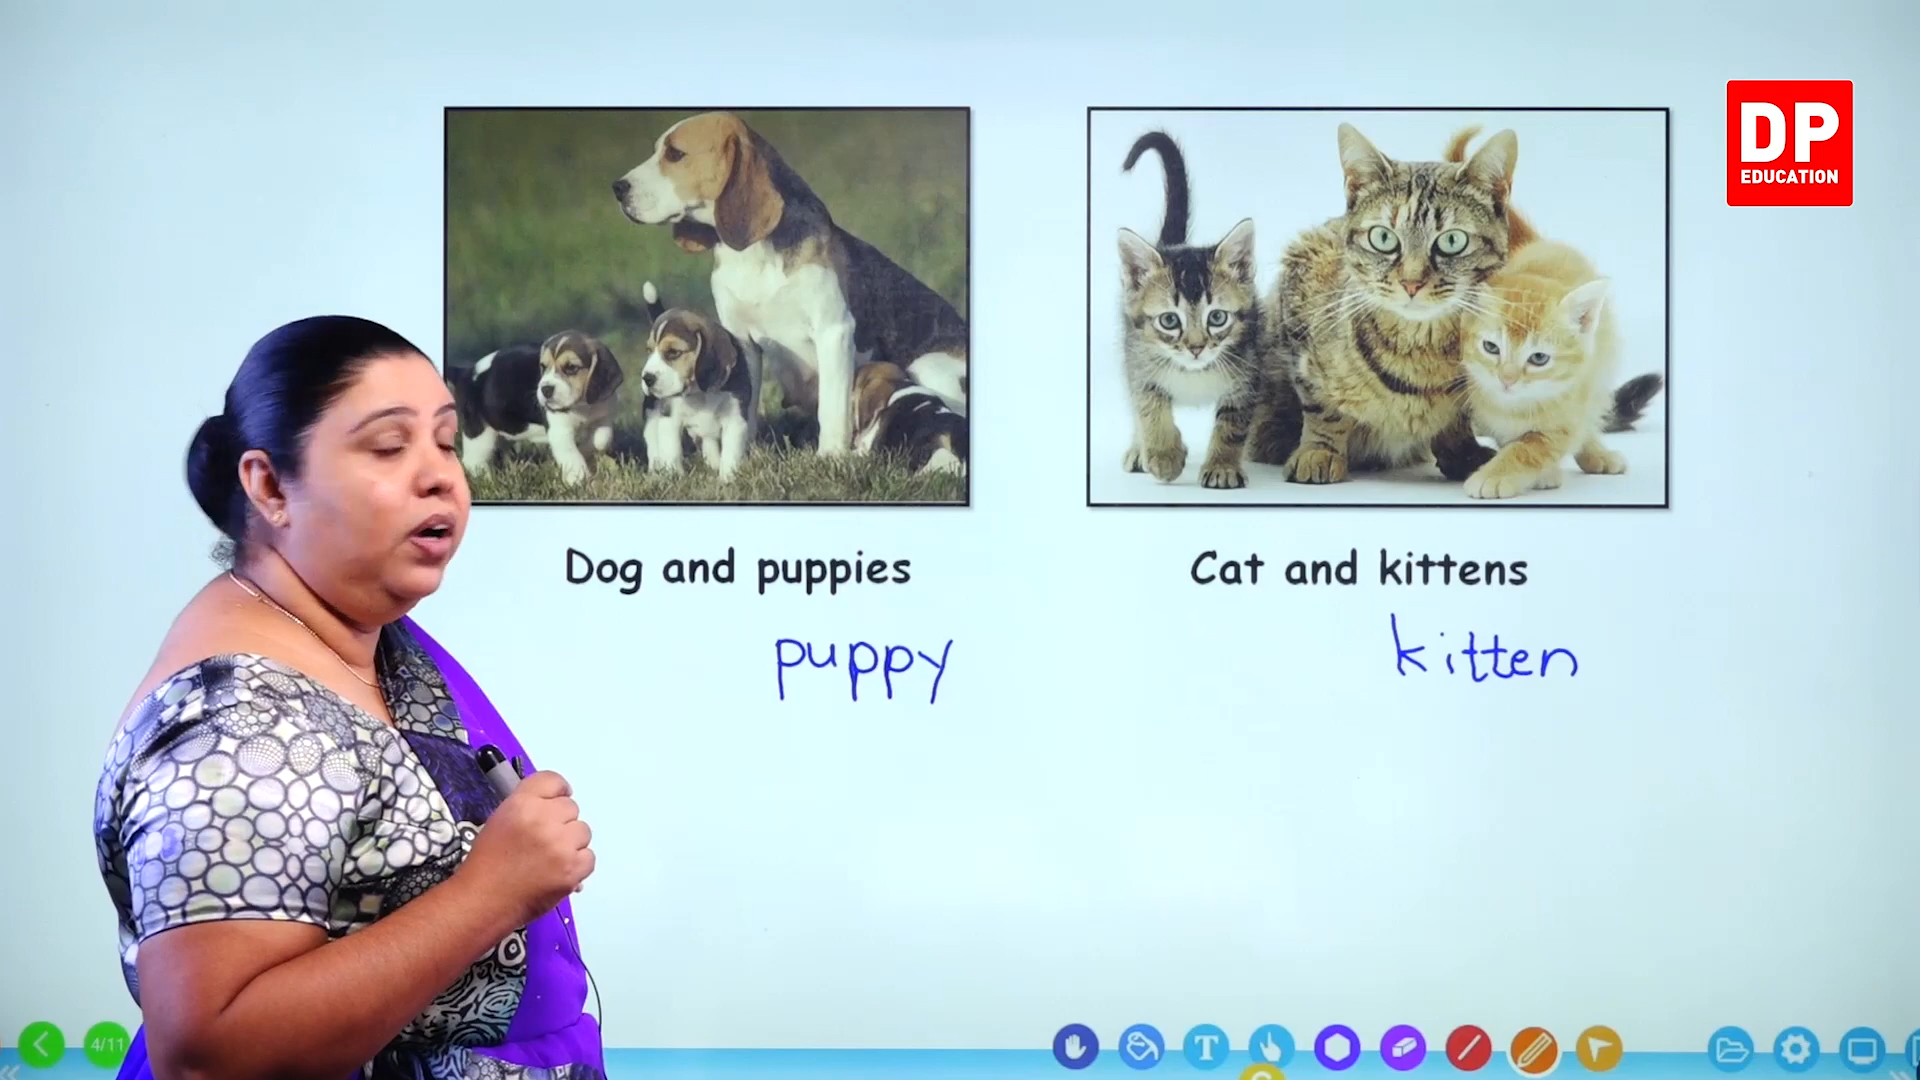 DP
EDUCATION
Dog and puppies
Cat and kittens
puppy
kitten
4/11
T